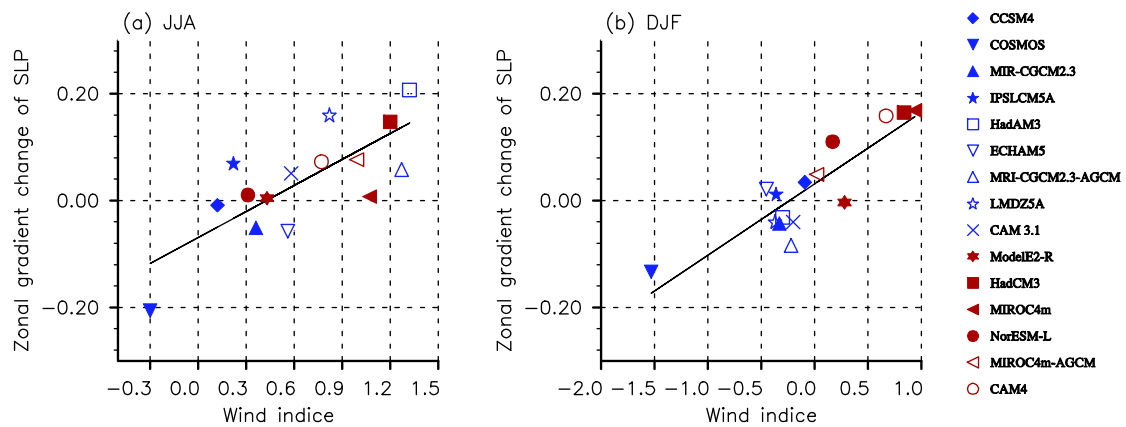 (a) JJA
Zonal gradient change of SLP
0.20
0.00
−0.20
−0.3 0.0 0.3 0.6 0.9 1.2 1.5
Wind indice
(b) DJF
Zonal gradient change of SLP
0.20
0.00
−0.20
−2.0 −1.5 −1.0 −0.5 0.0 0.5 1.0
Wind indice
CCSM4
COSMOS
MIR-CGCM2.3
IPSLCM5A
HadAM3
ECHAM5
MRI-CGCM2.3-AGCM
LMDZ5A
CAM 3.1
ModelE2-R
HadCM3
MIROC4m
NorESM-L
MIROC4m-AGCM
CAM4